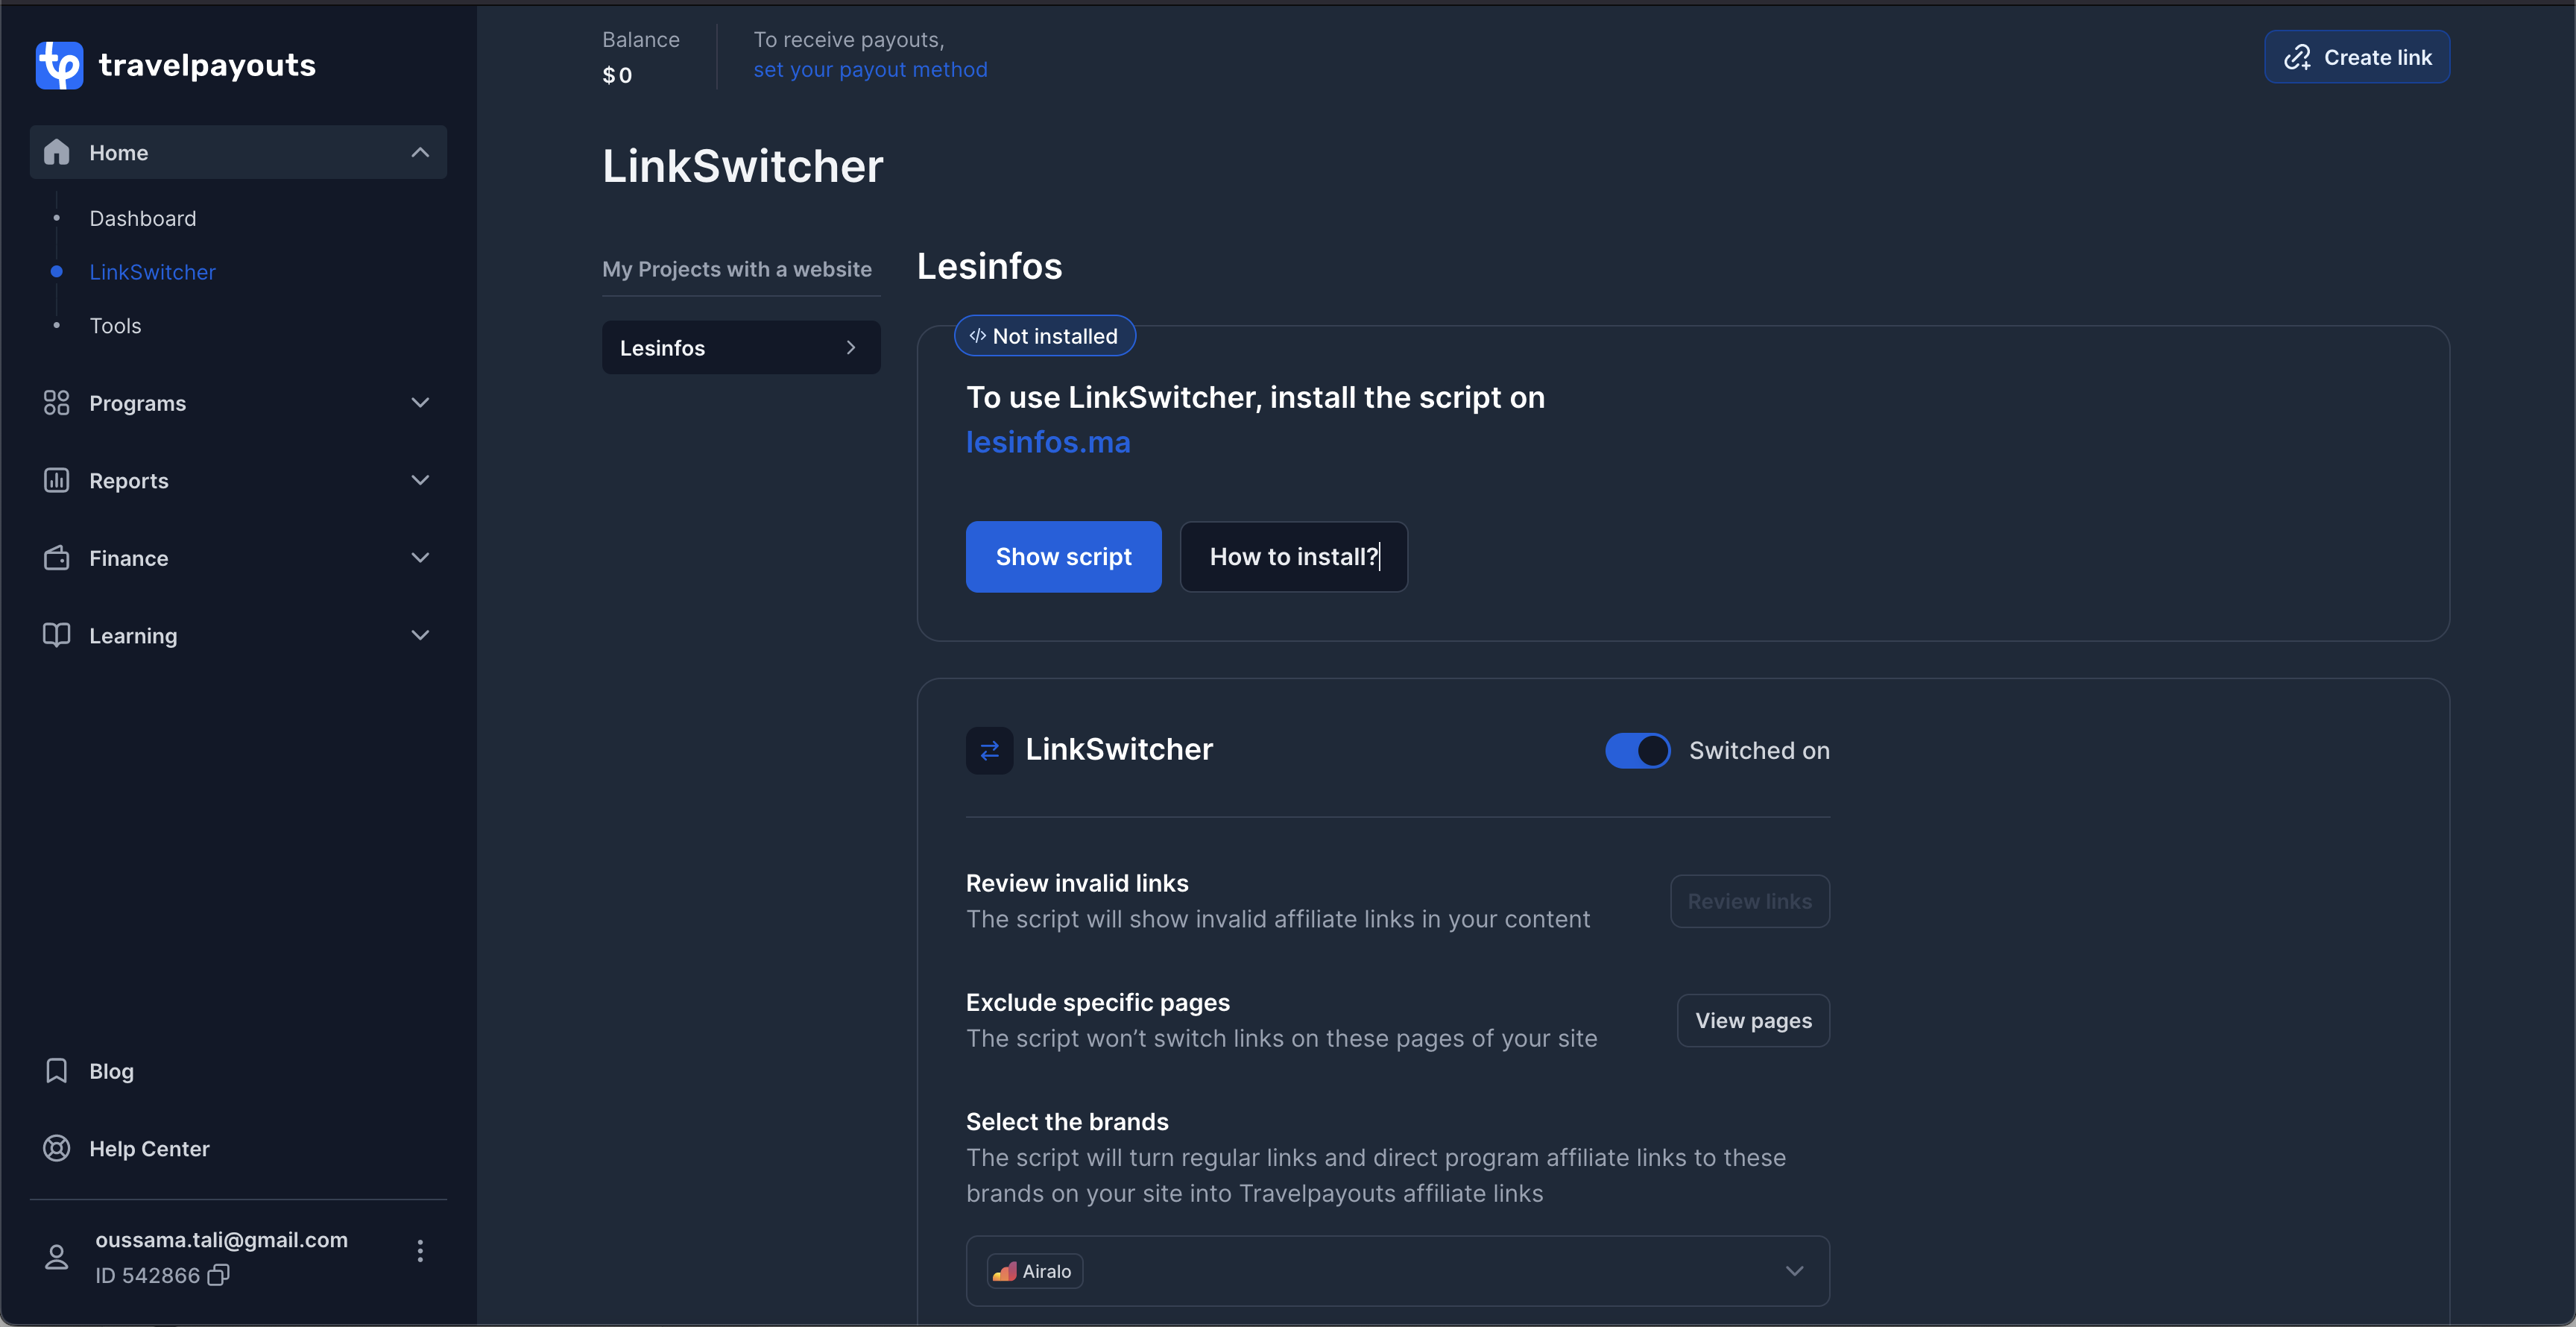 travelpayouts
Home
Dashboard
LinkSwitcher
Tools
Programs
Reports
Finance
Learning
Blog
Help Center
oussama.tali@gmail.com
ID 542866
Balance
$0
To receive payouts,
set your payout method
Create link
LinkSwitcher
My Projects with a website
Lesinfos
Lesinfos
</> Not installed
To use LinkSwitcher, install the script on
lesinfos.ma
Show script
How to install?
LinkSwitcher
Switched on
Review invalid links
The script will show invalid affiliate links in your content
Review links
Exclude specific pages
The script won’t switch links on these pages of your site
View pages
Select the brands
The script will turn regular links and direct program affiliate links to these
brands on your site into Travelpayouts affiliate links
Airalo